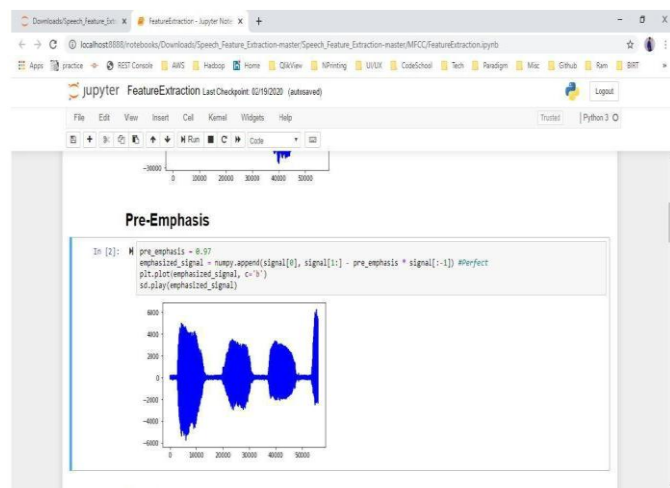 Downloads/Speech_Feature_Extr x FeatureExtraction - Jupyter Note x +
localhost:8888/notebooks/Downloads/Speech_Feature_Extraction-master/Speech_Feature_Extraction-master/MFCC/FeatureExtraction.ipynb
Apps practice REST Console AWS Hadoop Home QlikView NPrinting UI/UX CodeSchool Tech Paradigm Misc Github Ram BIRT »
jupyter FeatureExtraction Last Checkpoint: 02/19/2020 (autosaved) Logout
File Edit View Insert Cell Kernel Widgets Help Trusted Python 3 O
Run Code
-30000
0 10000 20000 30000 40000 50000
Pre-Emphasis
In [2]: pre_emphasis = 0.97
emphasized_signal = numpy.append(signal[0], signal[1:] - pre_emphasis * signal[:-1]) #Perfect
plt.plot(emphasized_signal, c='b')
sd.play(emphasized_signal)
6000
4000
2000
0
-2000
-4000
-6000
0 10000 20000 30000 40000 50000